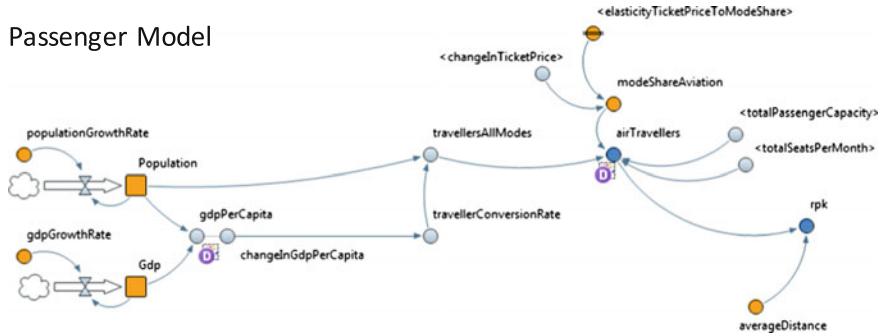 Passenger Model
<elasticityTicketPriceToModeShare>
<changeInTicketPrice>
modeShareAviation
<totalPassengerCapacity>
populationGrowthRate
travellersAllModes
airTravellers
<totalSeatsPerMonth>
Population
gdpPerCapita
travellerConversionRate
rpk
gdpGrowthRate
D
D
changeInGdpPerCapita
Gdp
averageDistance